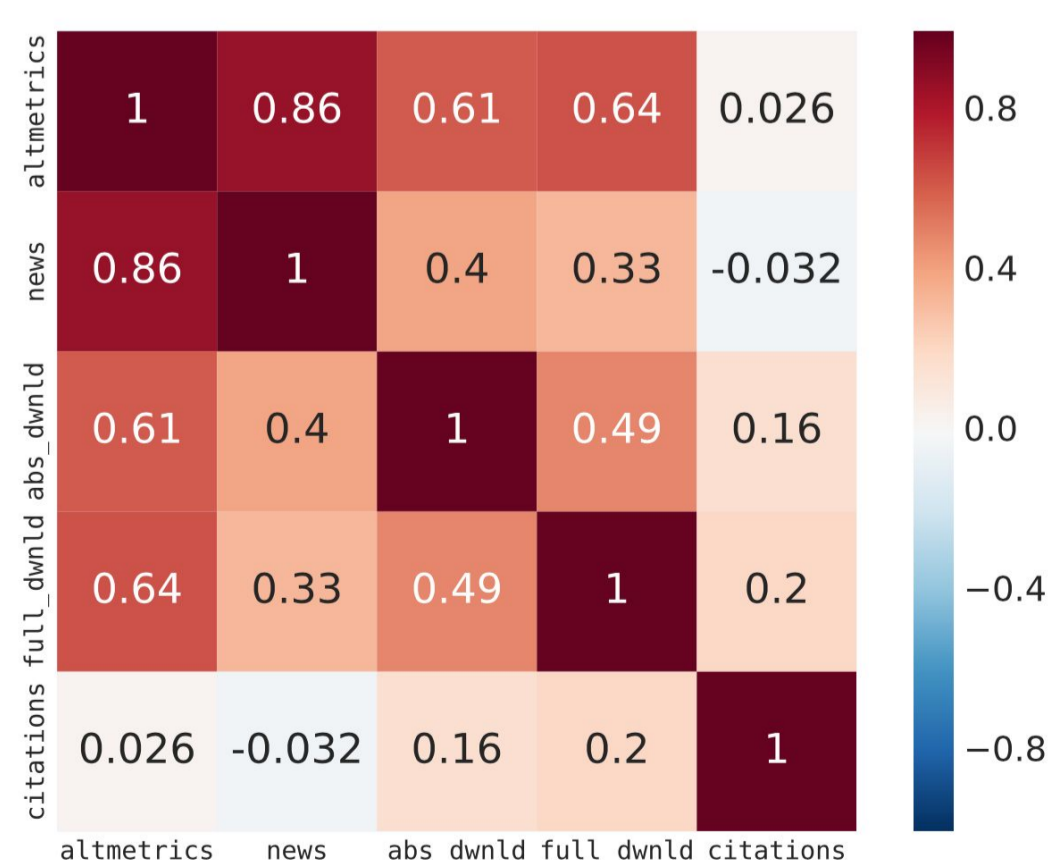 altmetrics 1 0.86 0.61 0.64 0.026
news 0.86 1 0.4 0.33 -0.032
abs_dwnld 0.61 0.4 1 0.49 0.16
full_dwnld 0.64 0.33 0.49 1 0.2
citations 0.026 -0.032 0.16 0.2 1
altmetrics news abs dwnld full dwnld citations
0.8
0.4
0.0
−0.4
−0.8